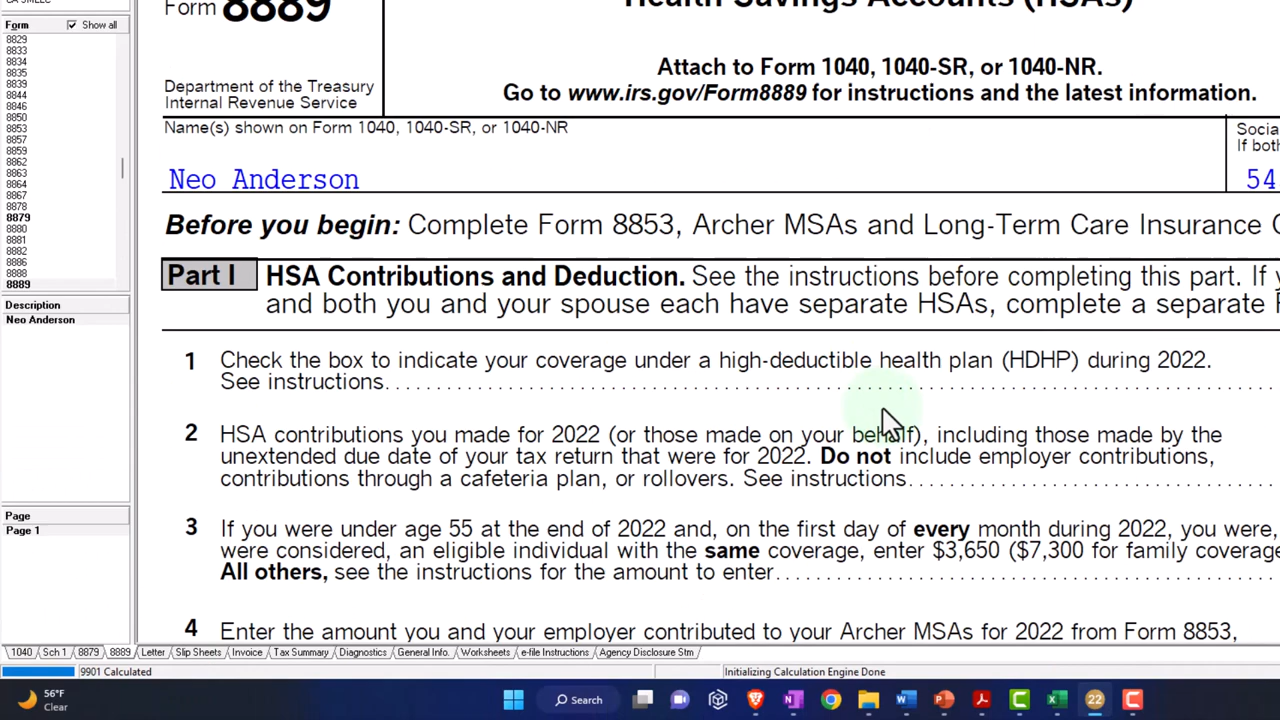 Form
Show all
8829
8833
8834
8835
8839
8844
8846
8850
8853
8857
8859
8862
8863
8864
8867
8878
8879
8880
8881
8882
8886
8888
8889
Description
Neo Anderson
Page
Page 1
Form 8889
Department of the Treasury
Internal Revenue Service
Health Savings Accounts (HSAs)
Attach to Form 1040, 1040-SR, or 1040-NR.
Go to www.irs.gov/Form8889 for instructions and the latest information.
Name(s) shown on Form 1040, 1040-SR, or 1040-NR
Socia
If both
Neo Anderson
54
Before you begin: Complete Form 8853, Archer MSAs and Long-Term Care Insurance C
Part I HSA Contributions and Deduction. See the instructions before completing this part. If y
and both you and your spouse each have separate HSAs, complete a separate F
1 Check the box to indicate your coverage under a high-deductible health plan (HDHP) during 2022.
See instructions
2 HSA contributions you made for 2022 (or those made on your behalf), including those made by the
unextended due date of your tax return that were for 2022. Do not include employer contributions,
contributions through a cafeteria plan, or rollovers. See instructions
3 If you were under age 55 at the end of 2022 and, on the first day of every month during 2022, you were,
were considered, an eligible individual with the same coverage, enter $3,650 ($7,300 for family coverage
All others, see the instructions for the amount to enter
4 Enter the amount you and your employer contributed to your Archer MSAs for 2022 from Form 8853,
1040 Sch 1 8879 8889 Letter Slip Sheets Invoice Tax Summary Diagnostics General Info. Worksheets e-file Instructions Agency Disclosure Stm
9901 Calculated
Initializing Calculation Engine Done
56°F
Clear
Search
22